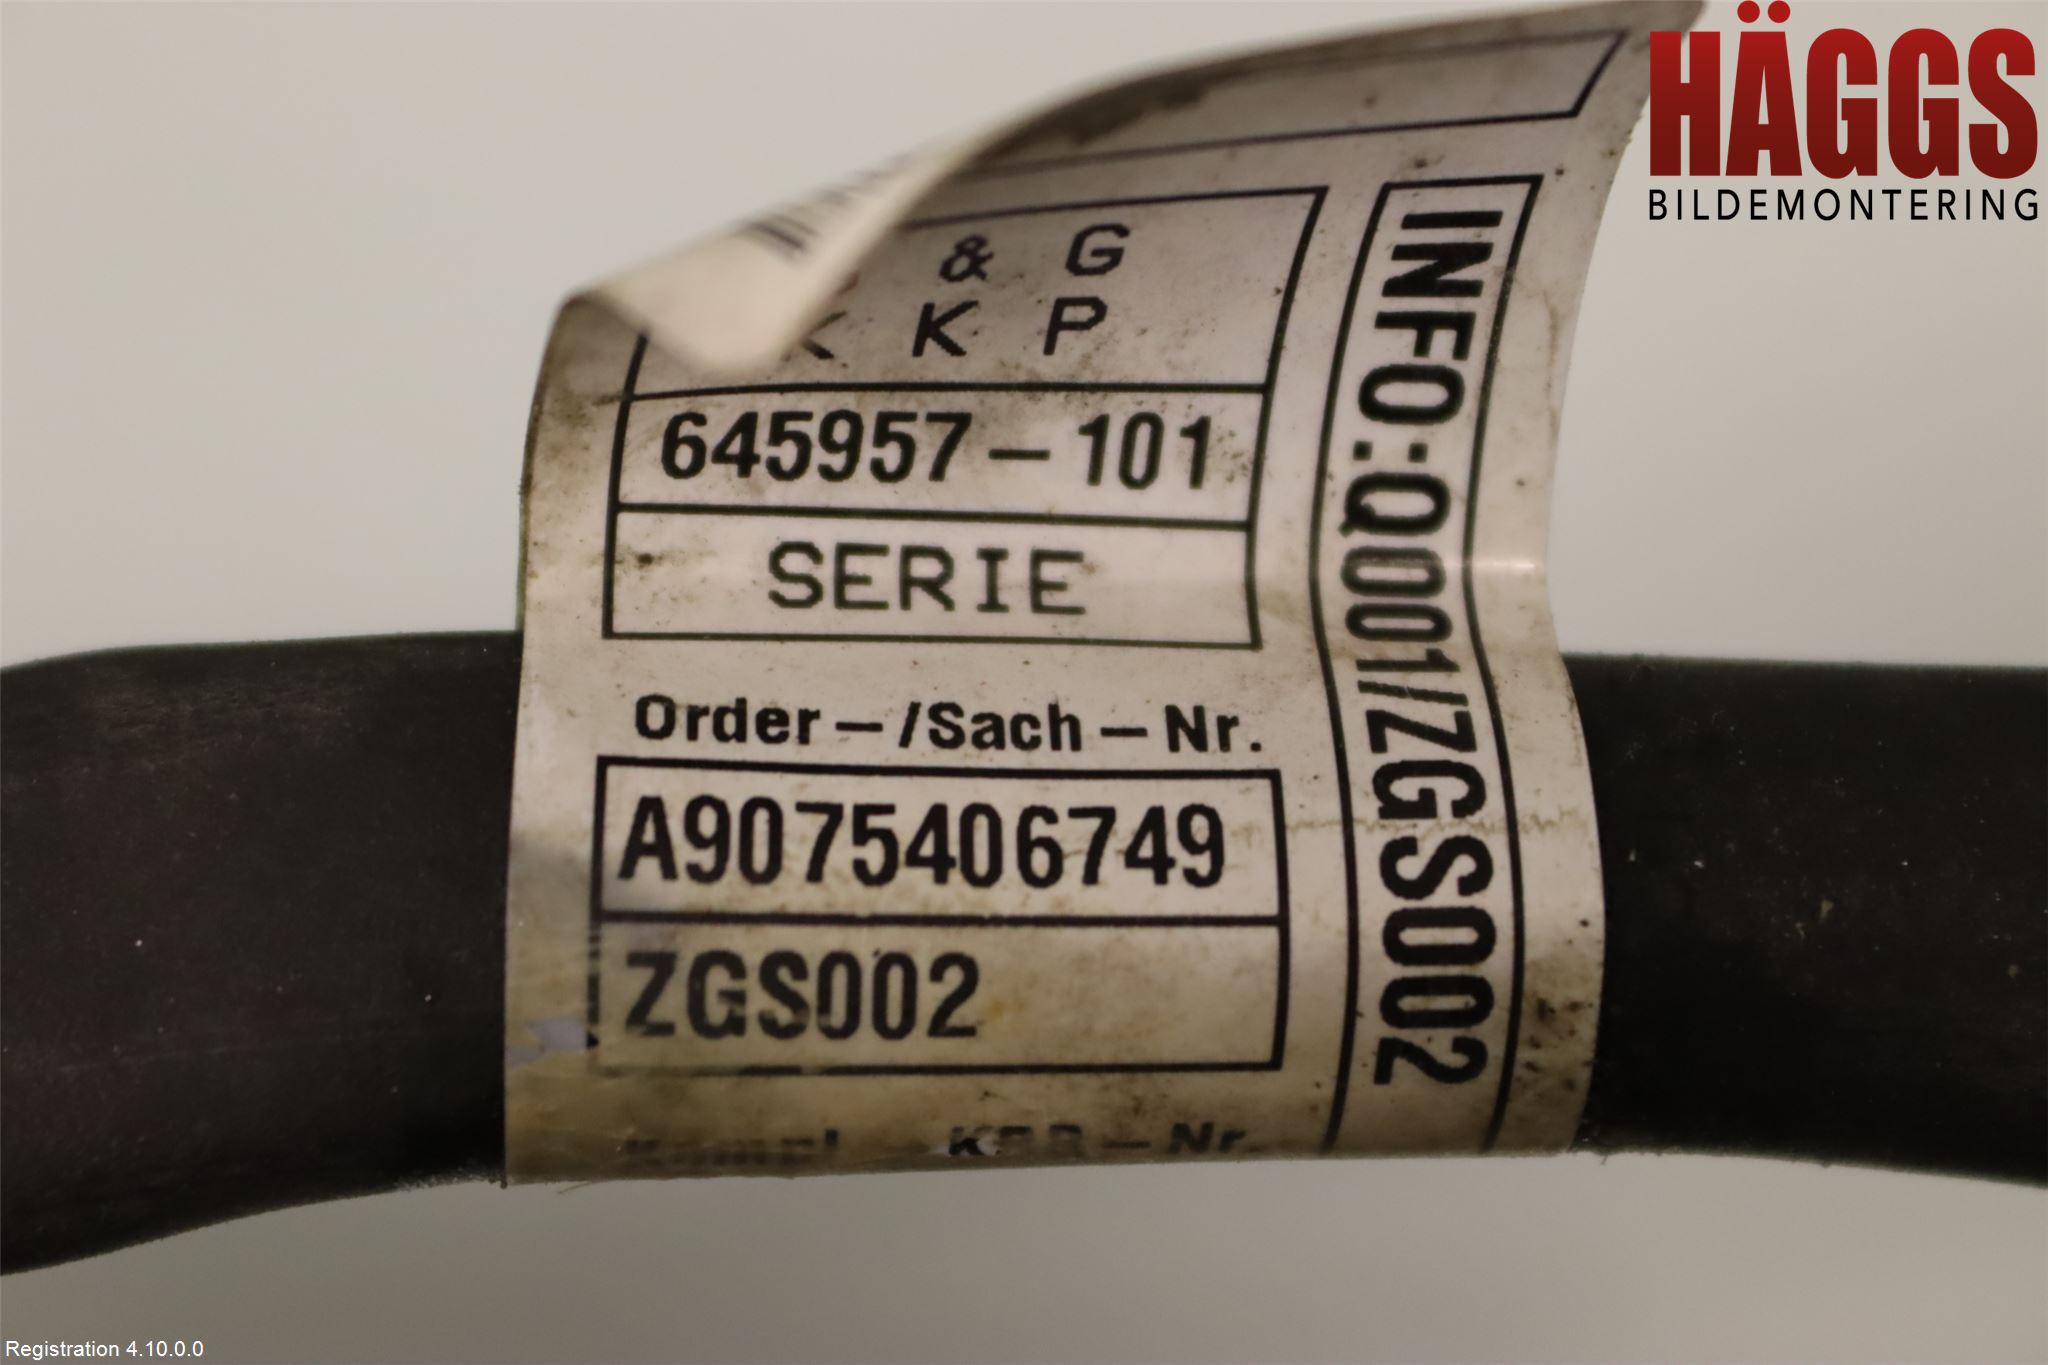 HÄGGS
BILDEMONTERING
& G
K K P
645957-101
SERIE
Order-/Sach-Nr.
A9075406749
ZGS002
INFO:Q001/ZGS002
Registration 4.10.0.0